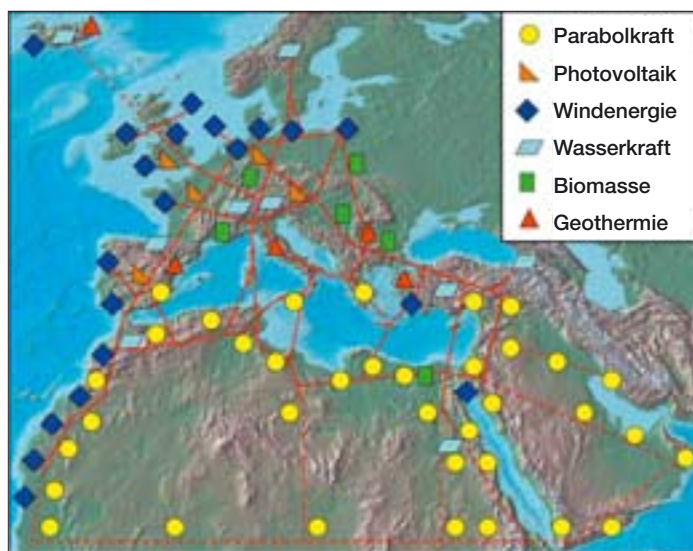 Parabolkraft
Photovoltaik
Windenergie
Wasserkraft
Biomasse
Geothermie